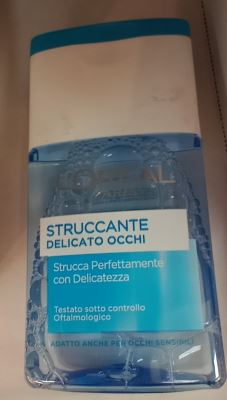 L'ORÉAL
STRUCCANTE
DELICATO OCCHI
Strucca Perfettamente
con Delicatezza
Testato sotto controllo
Oftalmologico
ADATTO ANCHE PER OCCHI SENSIBILI